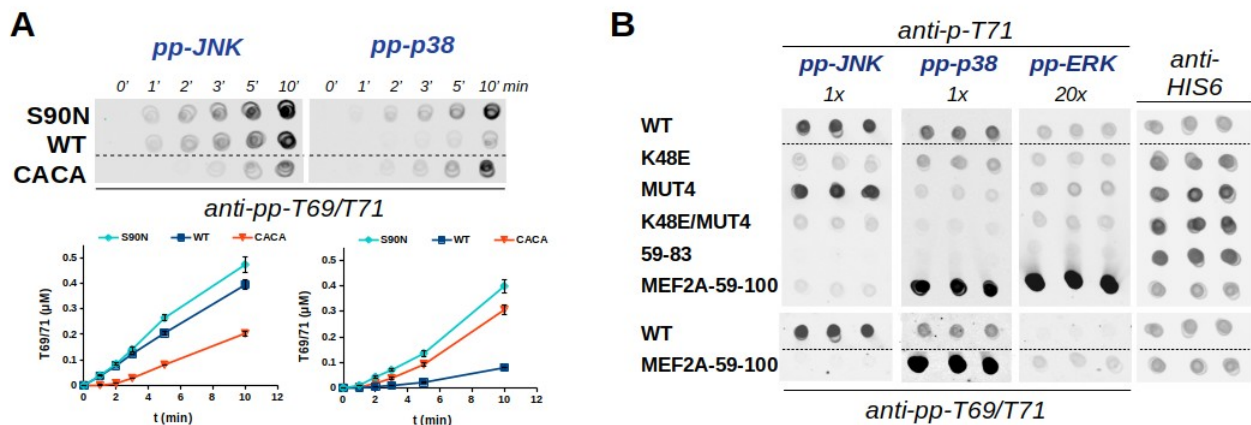 A
pp-JNK pp-p38
0' 1' 2' 3' 5' 10' 0' 1' 2' 3' 5' 10' min
S90N
WT
CACA
anti-pp-T69/T71
S90N WT CACA
T69/71 (µM)
0.5
0.4
0.3
0.2
0.1
0
0 2 4 6 8 10 12
t (min)
S90N WT CACA
T69/71 (µM)
0.5
0.4
0.3
0.2
0.1
0.0
0 2 4 6 8 10 12
t (min)
B
anti-p-T71
pp-JNK pp-p38 pp-ERK anti-
HIS6
1x 1x 20x
WT
K48E
MUT4
K48E/MUT4
59-83
MEF2A-59-100
WT
MEF2A-59-100
anti-pp-T69/T71